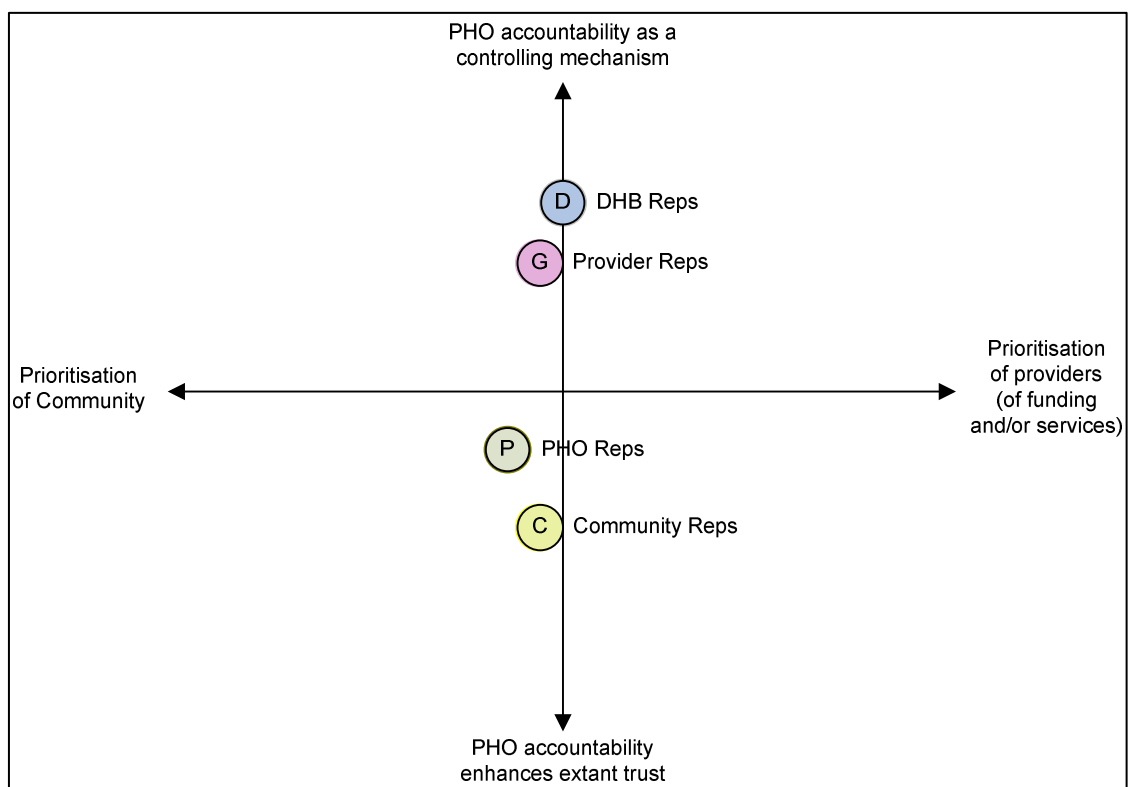 PHO accountability as a
controlling mechanism
D DHB Reps
G Provider Reps
Prioritisation
of Community
Prioritisation
of providers
(of funding
and/or services)
P PHO Reps
C Community Reps
PHO accountability
enhances extant trust